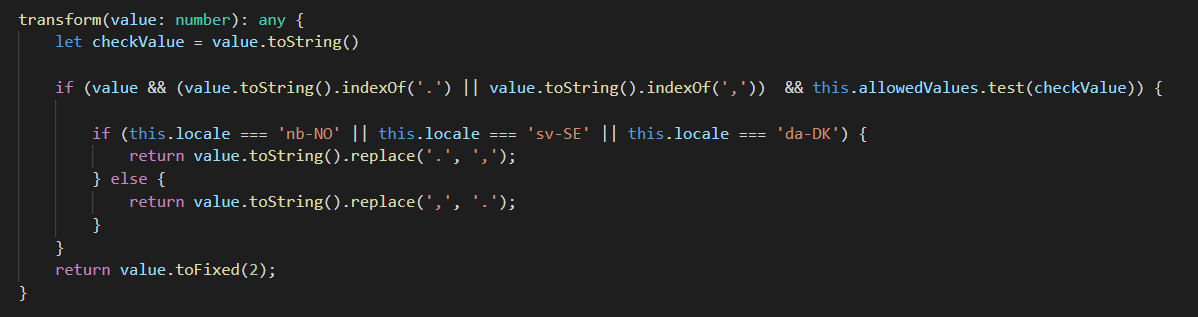 transform(value: number): any {
let checkValue = value.toString()
if (value && (value.toString().indexOf('.') || value.toString().indexOf(','))  && this.allowedValues.test(checkValue)) {
if (this.locale === 'nb-NO' || this.locale === 'sv-SE' || this.locale === 'da-DK') {
return value.toString().replace('.', ',');
} else {
return value.toString().replace(',', '.');
}
}
return value.toFixed(2);
}